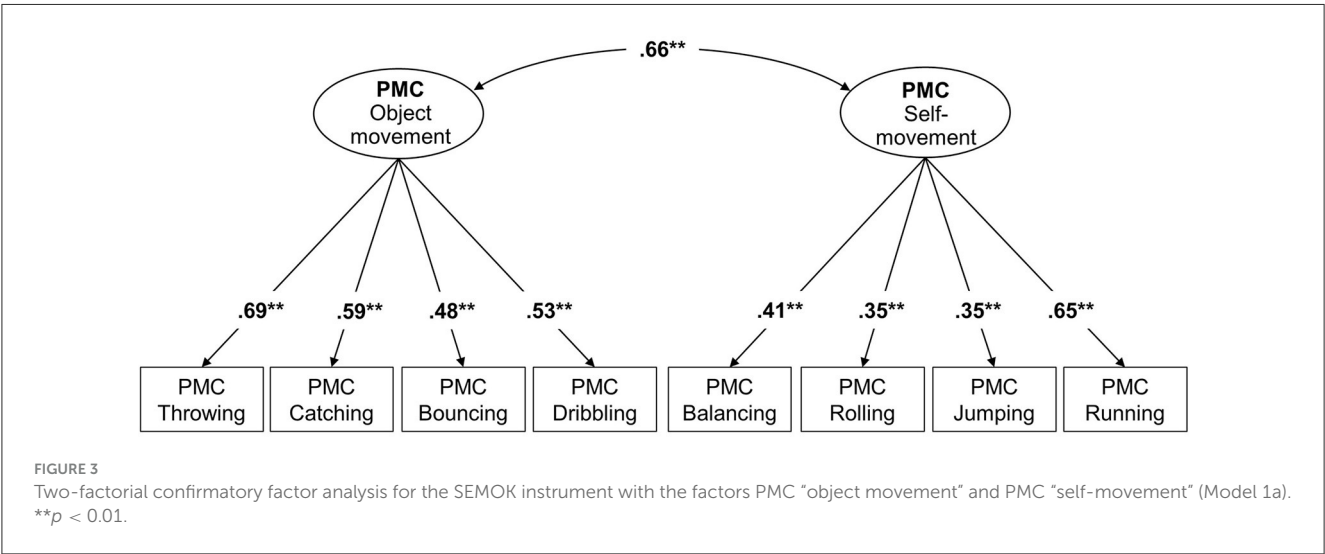 .66**
PMC
Object
movement
PMC
Self-
movement
.69** .59** .48** .53** .41** .35** .35** .65**
PMC
Throwing
PMC
Catching
PMC
Bouncing
PMC
Dribbling
PMC
Balancing
PMC
Rolling
PMC
Jumping
PMC
Running
FIGURE 3
Two-factorial confirmatory factor analysis for the SEMOK instrument with the factors PMC “object movement” and PMC “self-movement” (Model 1a).
**p < 0.01.